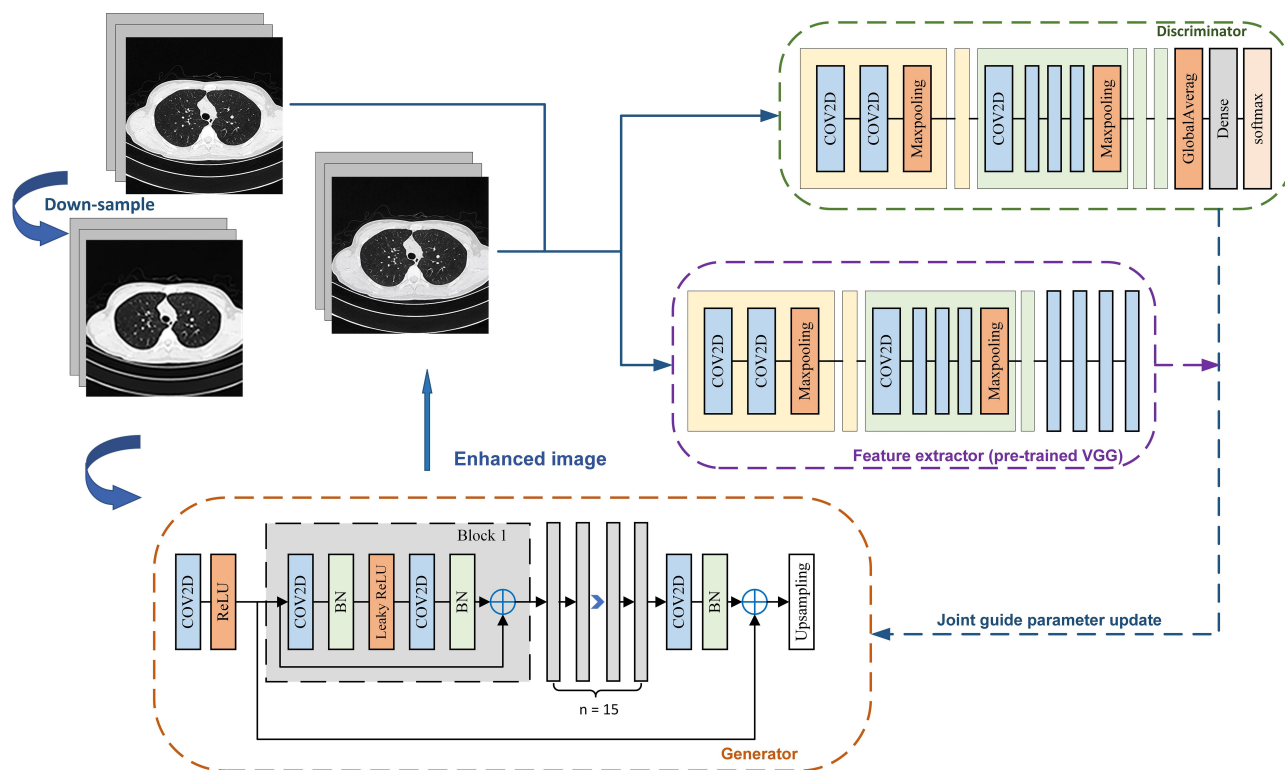 Discriminator
COV2D
COV2D
Maxpooling
COV2D
Maxpooling
GlobalAverag
Dense
softmax
Down-sample
COV2D
COV2D
Maxpooling
COV2D
Maxpooling
Feature extractor (pre-trained VGG)
Enhanced image
Block 1
COV2D
ReLU
COV2D
BN
Leaky ReLU
COV2D
BN
COV2D
BN
Upsampling
n = 15
Joint guide parameter update
Generator